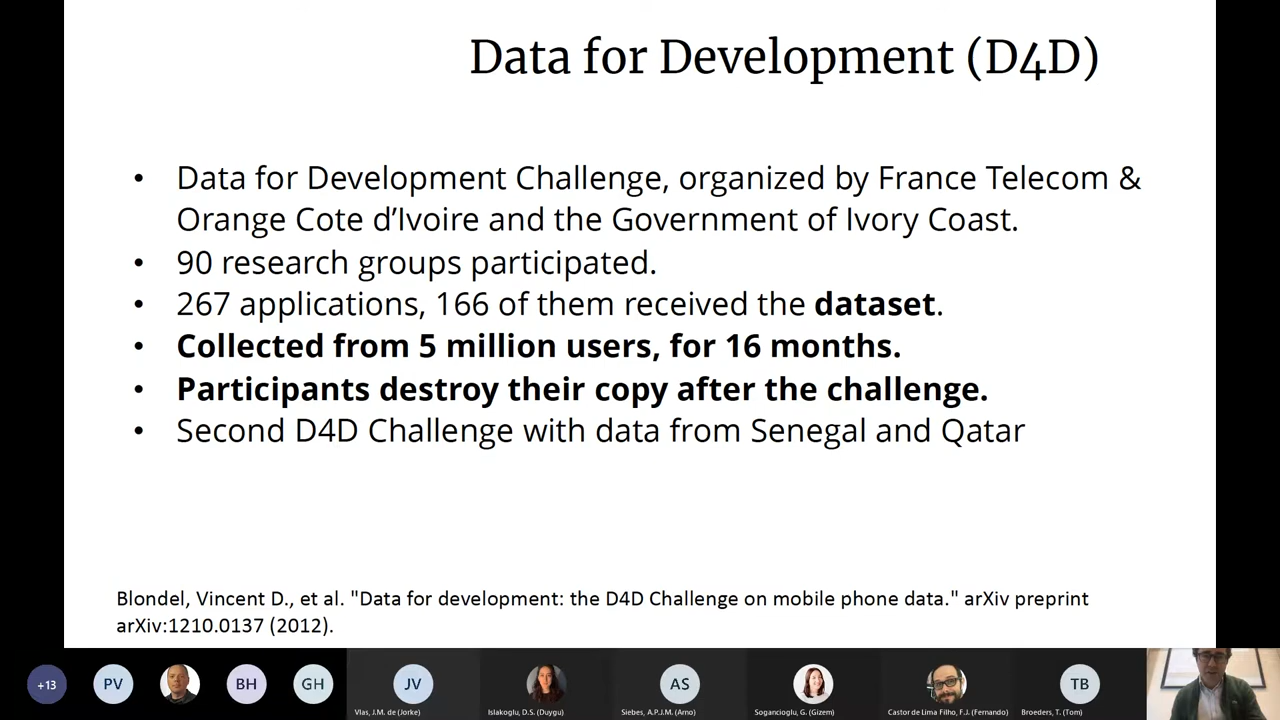 Data for Development (D4D)
• Data for Development Challenge, organized by France Telecom &
Orange Cote d’Ivoire and the Government of Ivory Coast.
• 90 research groups participated.
• 267 applications, 166 of them received the dataset.
• Collected from 5 million users, for 16 months.
• Participants destroy their copy after the challenge.
• Second D4D Challenge with data from Senegal and Qatar
Blondel, Vincent D., et al. "Data for development: the D4D Challenge on mobile phone data." arXiv preprint
arXiv:1210.0137 (2012).
+13
PV
BH
GH
JV
AS
TB
Vlas, J.M. de (Jorke)
Islakoglu, D.S. (Duygu)
Siebes, A.P.J.M. (Arno)
Sogancioglu, G. (Gizem)
Castor de Lima Filho, F.J. (Fernando)
Broeders, T. (Tom)